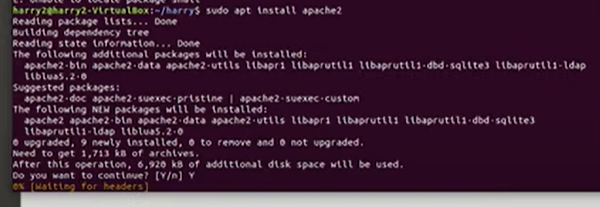 E: Unable to locate package
harry2@harry2-VirtualBox:~/harry$ sudo apt install apache2
Reading package lists... Done
Building dependency tree
Reading state information... Done
The following additional packages will be installed:
apache2-bin apache2-data apache2-utils libapr1 libaprutil1 libaprutil1-dbd-sqlite3 libaprutil1-ldap
liblua5.2-0
Suggested packages:
apache2-doc apache2-suexec-pristine | apache2-suexec-custom
The following NEW packages will be installed:
apache2 apache2-bin apache2-data apache2-utils libapr1 libaprutil1 libaprutil1-dbd-sqlite3
libaprutil1-ldap liblua5.2-0
0 upgraded, 9 newly installed, 0 to remove and 0 not upgraded.
Need to get 1,713 kB of archives.
After this operation, 6,920 kB of additional disk space will be used.
Do you want to continue? [Y/n] Y
0% [Waiting for headers]